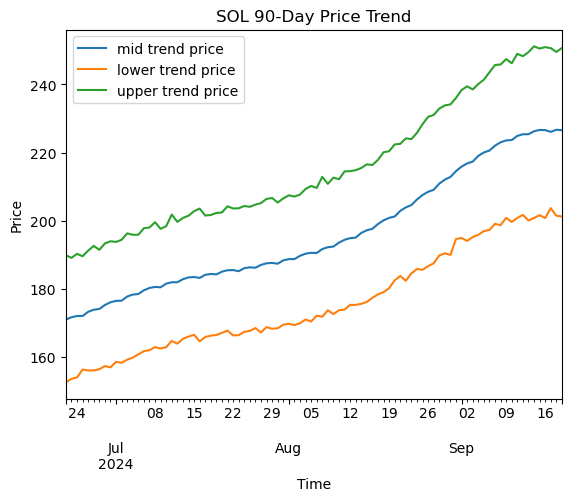 SOL 90-Day Price Trend
mid trend price
lower trend price
upper trend price
Price
240
220
200
180
160
24 08 15 22 29 05 12 19 26 02 09 16
Jul Aug Sep
2024
Time